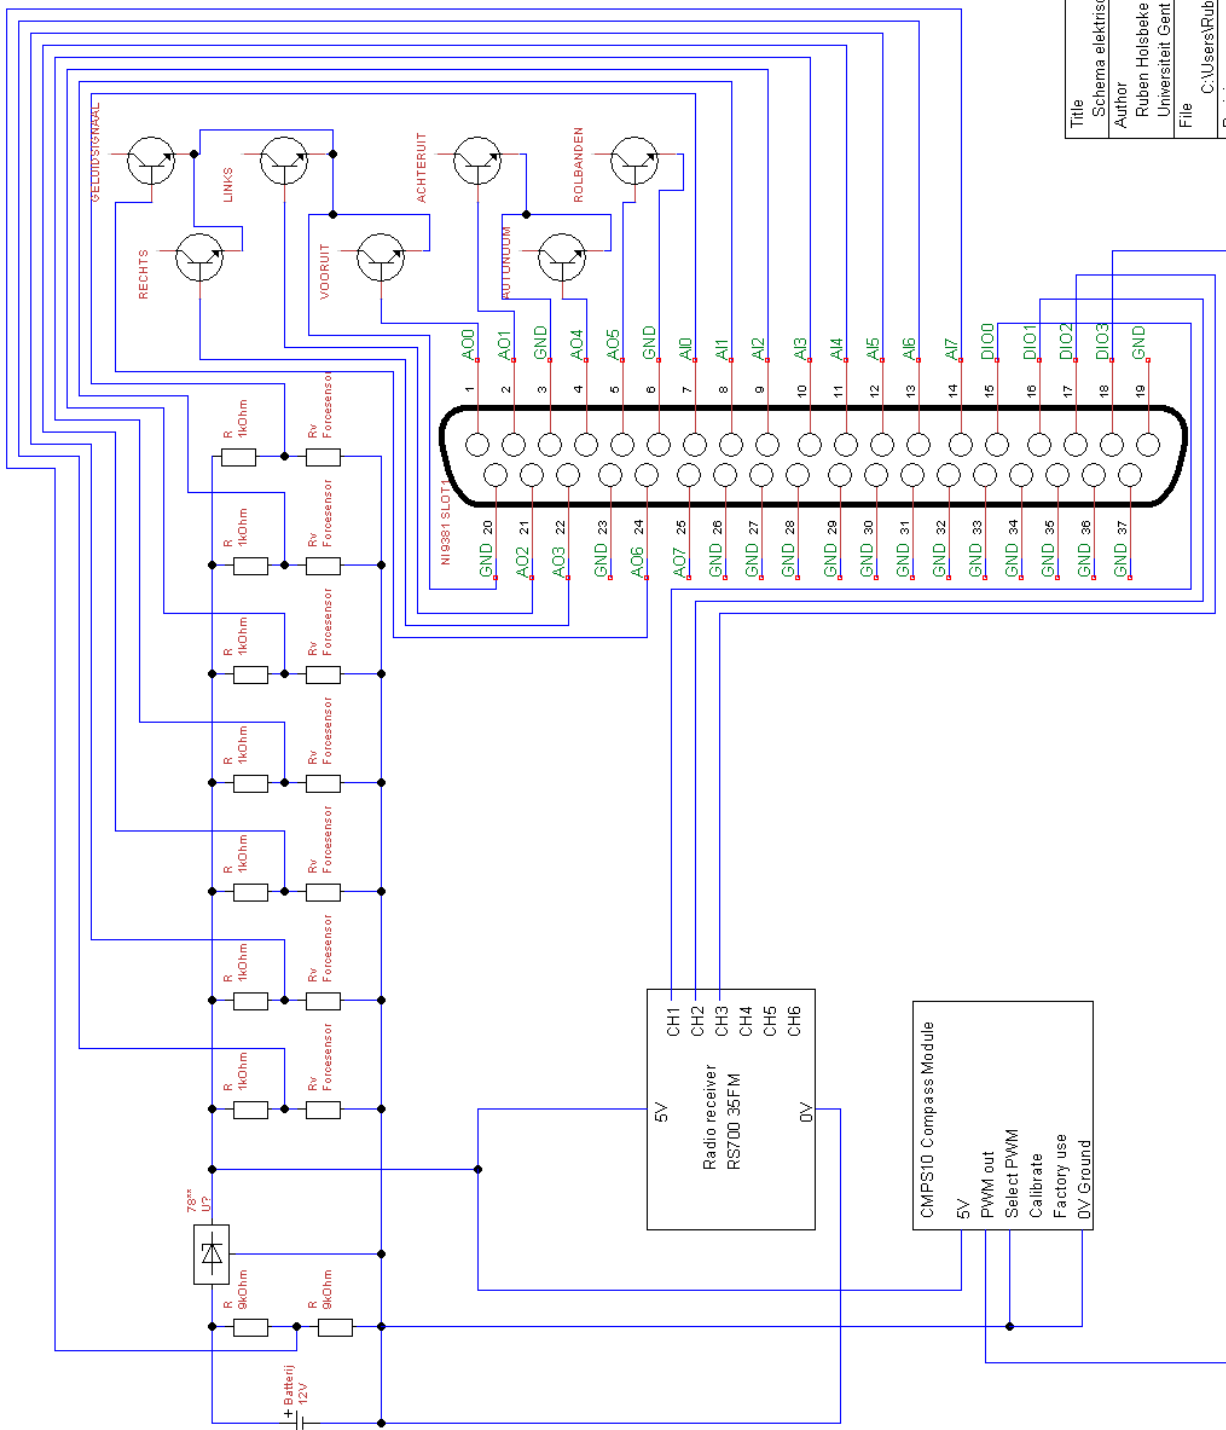 Title
Schema elektrisc
Author
Ruben Holsbeke
Universiteit Gent
File
C:\Users\Rub
GELUIDSIGNAAL
LINKS
ACHTERUIT
ROLBANDEN
RECHTS
VOORUIT
AUTONOOM
AO0
AO1
GND
AO4
AO5
GND
AI0
AI1
AI2
AI3
AI4
AI5
AI6
AI7
DIO0
DIO1
DIO2
DIO3
GND
1
2
3
4
5
6
7
8
9
10
11
12
13
14
15
16
17
18
19
NI9381 SLOT1
GND 20
AO2 21
AO3 22
GND 23
AO6 24
AO7 25
GND 26
GND 27
GND 28
GND 29
GND 30
GND 31
GND 32
GND 33
GND 34
GND 35
GND 36
GND 37
R
1kOhm
Rv
Forcesensor
R
1kOhm
Rv
Forcesensor
R
1kOhm
Rv
Forcesensor
R
1kOhm
Rv
Forcesensor
R
1kOhm
Rv
Forcesensor
R
1kOhm
Rv
Forcesensor
R
1kOhm
Rv
Forcesensor
78**
U?
R
9kOhm
R
9kOhm
+ Batterij
12V
CH1
CH2
CH3
CH4
CH5
CH6
5V
Radio receiver
RS700 35FM
0V
CMPS10 Compass Module
5V
PWM out
Select PWM
Calibrate
Factory use
0V Ground